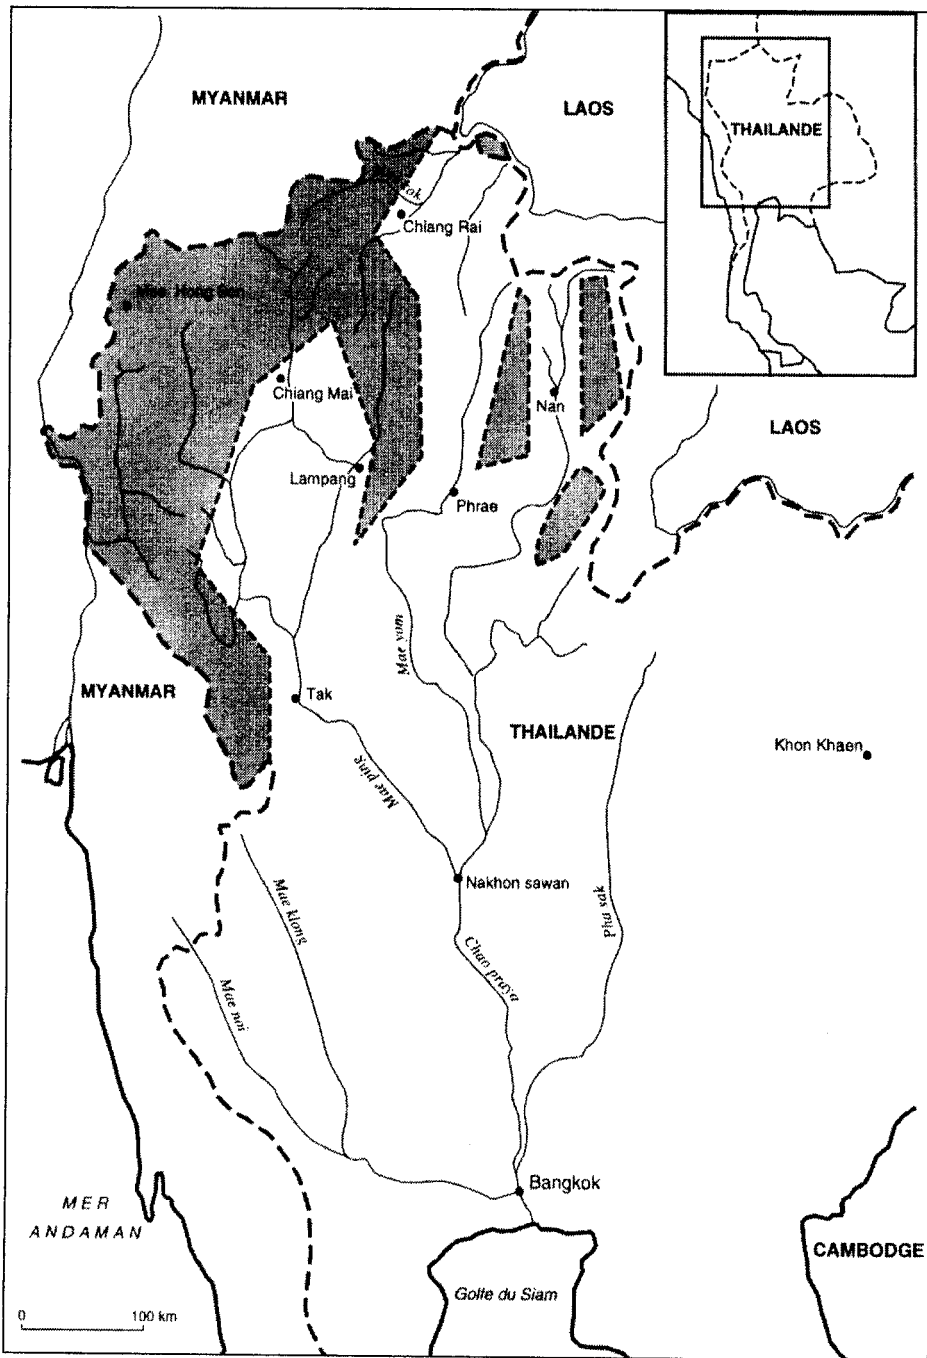 MYANMAR
LAOS
THAILANDE
Kok
Chiang Rai
Mae Hong Son
Chiang Mai
Nan
LAOS
Lampang
Phrae
Mae yom
MYANMAR
Tak
THAILANDE
Khon Khaen
Mae ping
Nakhon sawan
Mae klong
Phu sak
Chao praya
Mae noi
Bangkok
MER
ANDAMAN
CAMBODGE
Golfe du Siam
0 100 km